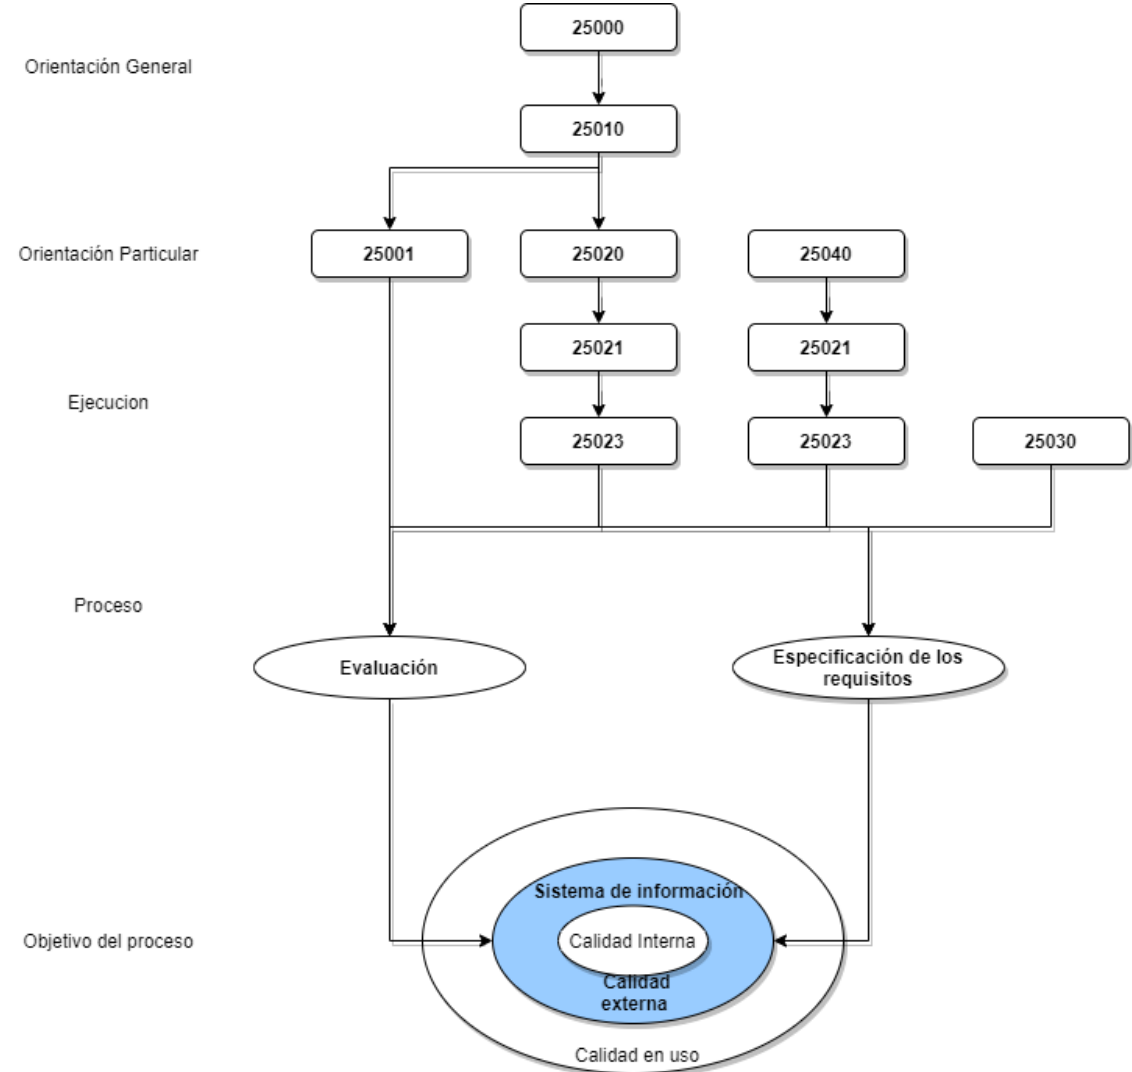 25000
Orientación General
25010
Orientación Particular
25001
25020
25040
25021
25021
Ejecucion
25023
25023
25030
Proceso
Evaluación
Especificación de los
requisitos
Sistema de información
Objetivo del proceso
Calidad Interna
Calidad
externa
Calidad en uso